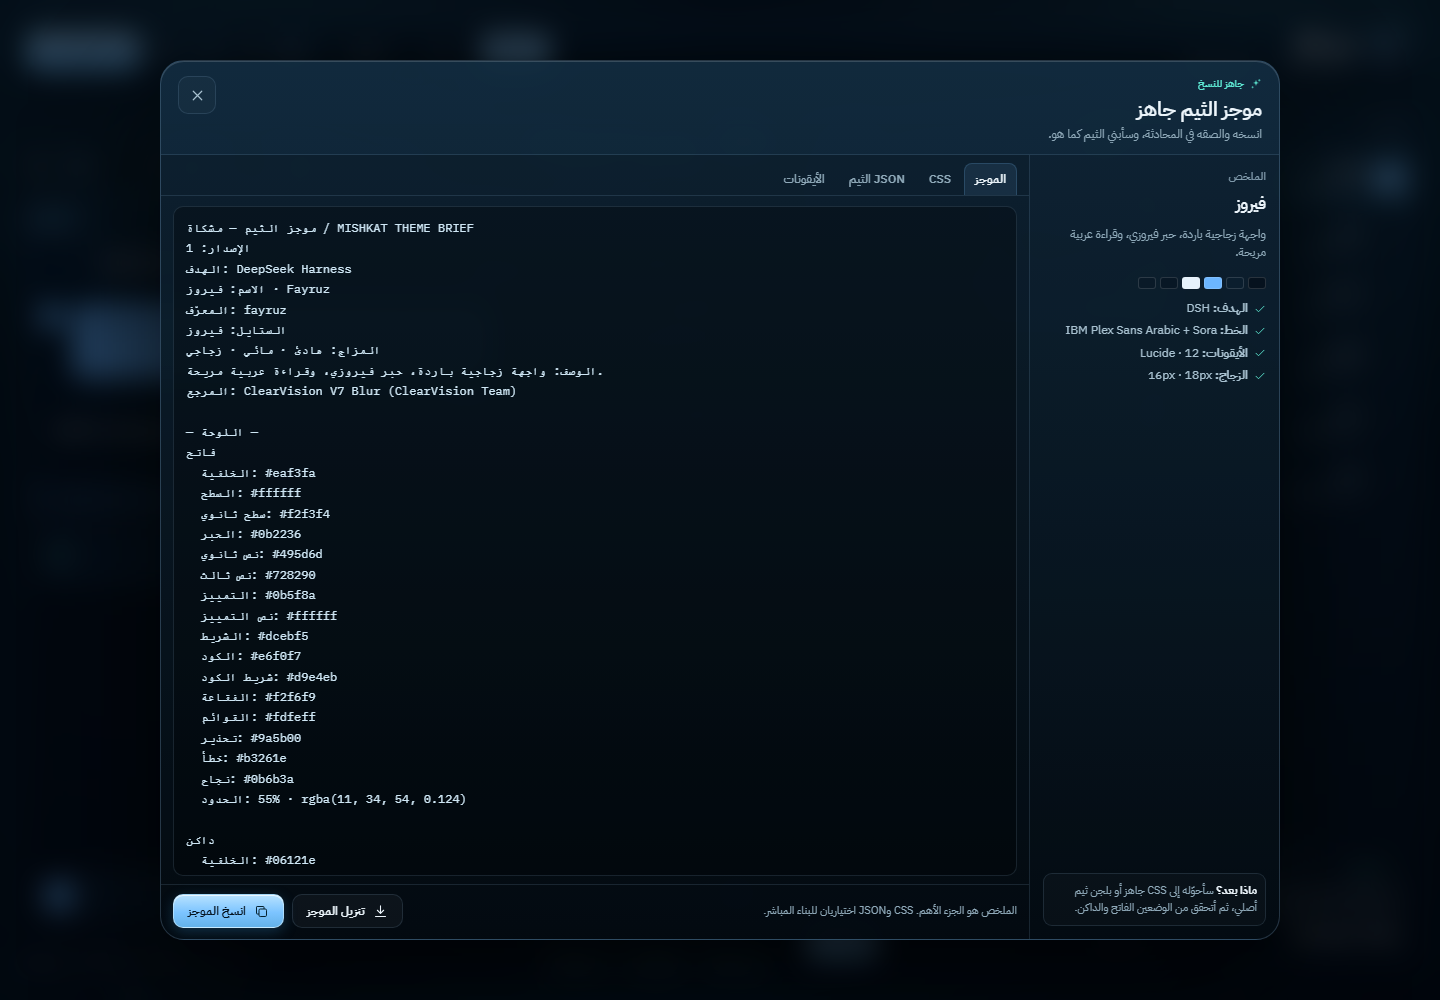 جاهز للنسخ
موجز الثيم جاهز
انسخه والصقه في المحادثة، وسأبني الثيم كما هو.
الملخص
فيروز
واجهة زجاجية باردة، حبر فيروزي، وقراءة عربية
مريحة.
الهدف: DSH
الخط: IBM Plex Sans Arabic + Sora
الأيقونات: Lucide · 12
الزجاج: 16px · 18px
ماذا بعد؟ سأحوّله إلى CSS جاهز أو بلجن ثيم
أصلي، ثم أتحقق من الوضعين الفاتح والداكن.
الموجز
CSS
JSON الثيم
الأيقونات
موجز الثيم — مشكاة / MISHKAT THEME BRIEF
الإصدار: 1
الهدف: DeepSeek Harness
الاسم: فيروز · Fayruz
المعرّف: fayruz
الستايل: فيروز
المزاج: هادئ · مائي · زجاجي
الوصف: واجهة زجاجية باردة، حبر فيروزي، وقراءة عربية مريحة.
المرجع: ClearVision V7 Blur (ClearVision Team)
— اللوحة —
فاتح
الخلفية: #eaf3fa
السطح: #ffffff
سطح ثانوي: #f2f3f4
الحبر: #0b2236
نص ثانوي: #495d6d
نص ثالث: #728290
التمييز: #0b5f8a
نص التمييز: #ffffff
الشريط: #dcebf5
الكود: #e6f0f7
شريط الكود: #d9e4eb
الفقاعة: #f2f6f9
القوائم: #fdfeff
تحذير: #9a5b00
خطأ: #b3261e
نجاح: #0b6b3a
الحدود: 55% · rgba(11, 34, 54, 0.124)
داكن
الخلفية: #06121e
الملخص هو الجزء الأهم. CSS وJSON اختياريان للبناء المباشر.
تنزيل الموجز
انسخ الموجز